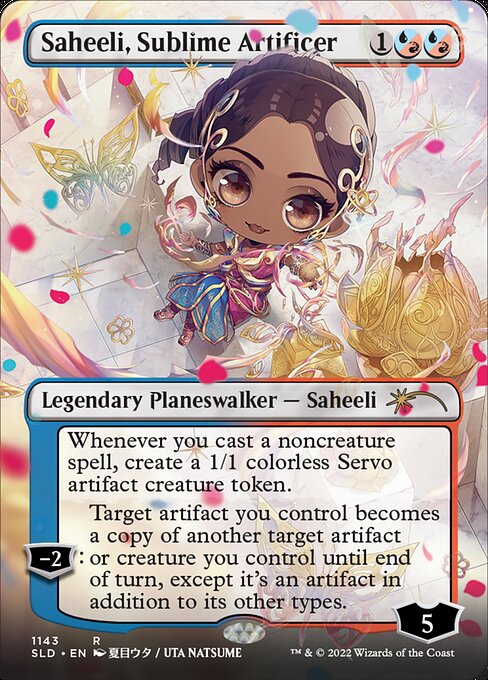 Saheeli, Sublime Artificer 1
Legendary Planeswalker — Saheeli
Whenever you cast a noncreature
spell, create a 1/1 colorless Servo
artifact creature token.
Target artifact you control becomes
a copy of another target artifact
−2: or creature you control until end
of turn, except it's an artifact in
addition to its other types.
5
1143 R
SLD • EN 夏目ウタ / UTA NATSUME ™ & © 2022 Wizards of the Coast